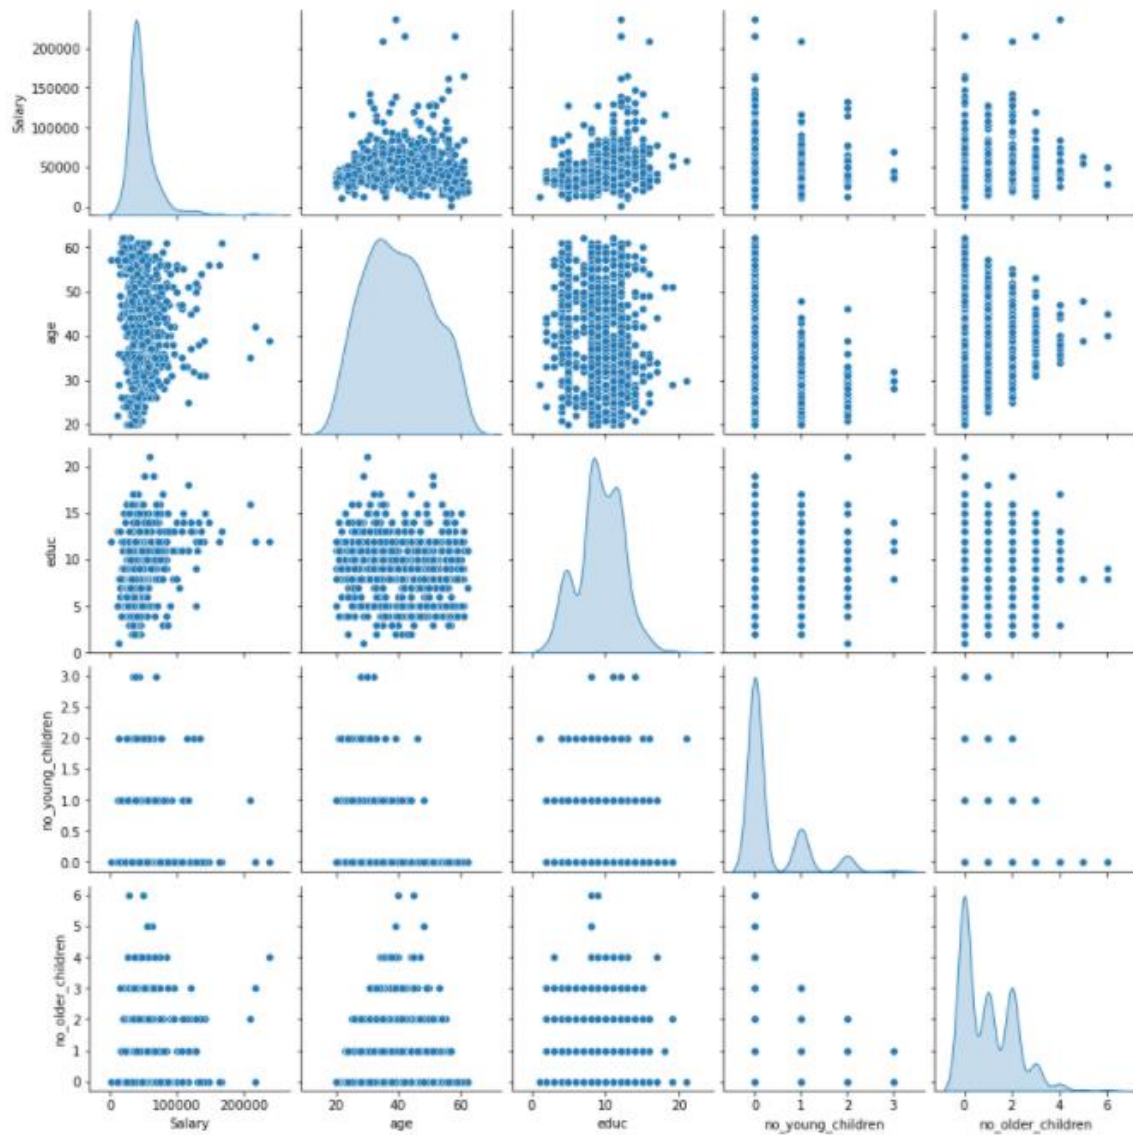 200000
150000
100000
50000
0
Salary
60
50
40
30
20
age
20
15
10
5
0
educ
3.0
2.5
2.0
1.5
1.0
0.5
0.0
no_young_children
6
5
4
3
2
1
0
no_older_children
0 100000 200000
20 40 60
0 10 20
0 1 2 3
0 2 4 6
Salary
age
educ
no_young_children
no_older_children